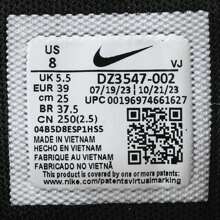 US
8
VJ
UK 5.5
EUR 39
cm 25
BR 37.5
CN 250(2.5)
DZ3547-002
07/19/23 10/21/23
UPC 00196974661627
04B5D8ESP1HSS
MADE IN VIETNAM
HECHO EN VIETNAM
FABRIQUE AU VIETNAM
FABRICADO NO VIETNÃ
This product is covered by one or more patents. See
www.nike.com/patentsvirtualmarking